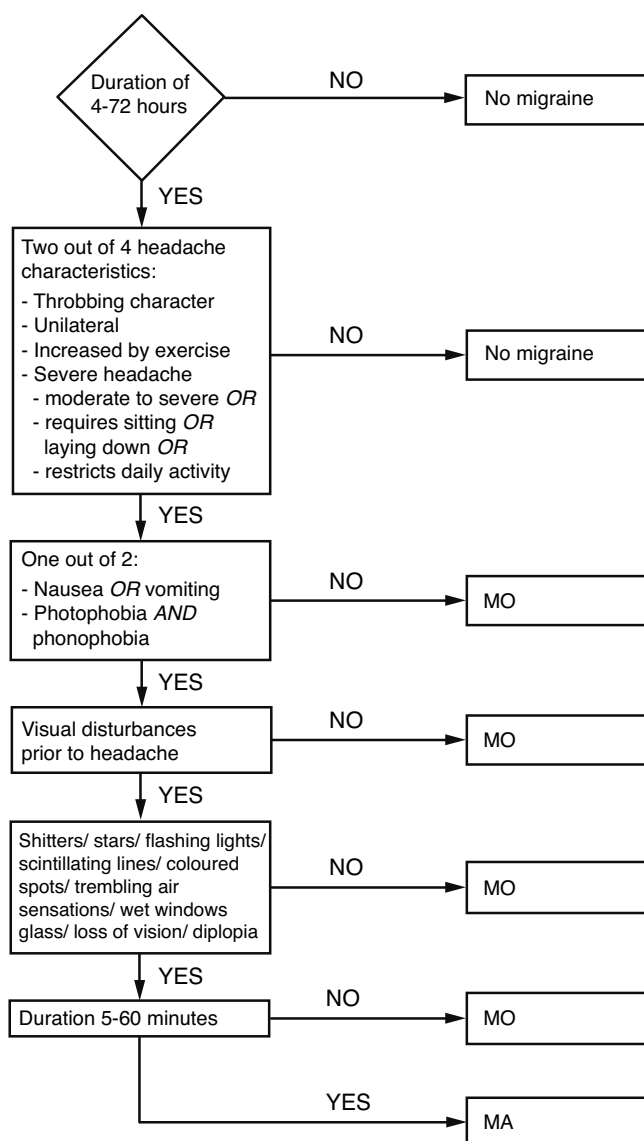 Duration of
4-72 hours
NO
No migraine
YES
Two out of 4 headache
characteristics:
- Throbbing character
- Unilateral
- Increased by exercise
- Severe headache
- moderate to severe OR
- requires sitting OR
laying down OR
- restricts daily activity
NO
No migraine
YES
One out of 2:
- Nausea OR vomiting
- Photophobia AND
phonophobia
NO
MO
YES
Visual disturbances
prior to headache
NO
MO
YES
Shitters/ stars/ flashing lights/
scintillating lines/ coloured
spots/ trembling air
sensations/ wet windows
glass/ loss of vision/ diplopia
NO
MO
YES
Duration 5-60 minutes
NO
MO
YES
MA